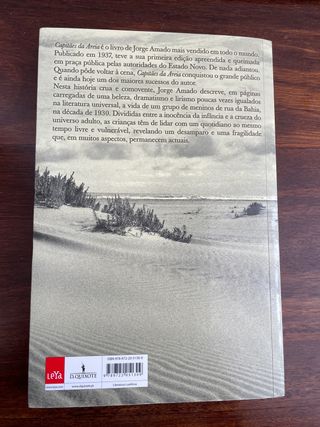 Capitães da Areia é o livro de Jorge Amado mais vendido em todo o mundo.
Publicado em 1937, teve a sua primeira edição apreendida e queimada
em praça pública pelas autoridades do Estado Novo. De nada adiantou.
Quando pôde voltar à cena, Capitães da Areia conquistou o grande público
e é ainda hoje um dos maiores sucessos do autor.
Nesta história crua e comovente, Jorge Amado descreve, em páginas
carregadas de uma beleza, dramatismo e lirismo poucas vezes igualados
na literatura universal, a vida de um grupo de meninos de rua da Bahia,
na década de 1930. Divididas entre a inocência da infância e a crueza do
universo adulto, as crianças têm de lidar com um quotidiano ao mesmo
tempo livre e vulnerável, revelando um desamparo e uma fragilidade
que, em muitos aspectos, permanecem actuais.
LeYa
D.QUIXOTE